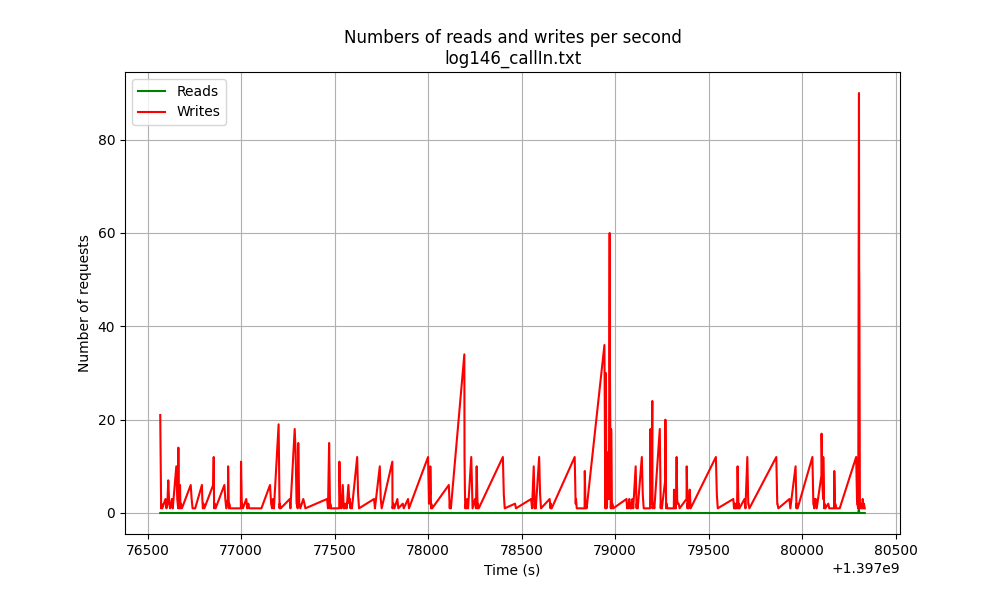 Numbers of reads and writes per second
log146_callIn.txt
Reads
Writes
Number of requests
80
60
40
20
0
76500 77000 77500 78000 78500 79000 79500 80000 80500
Time (s)
+1.397e9